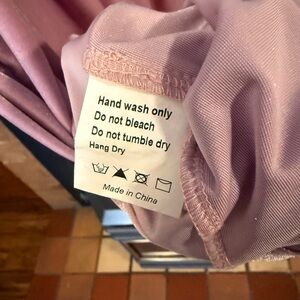 Hand wash only
Do not bleach
Do not tumble dry
Hang Dry
Made in China